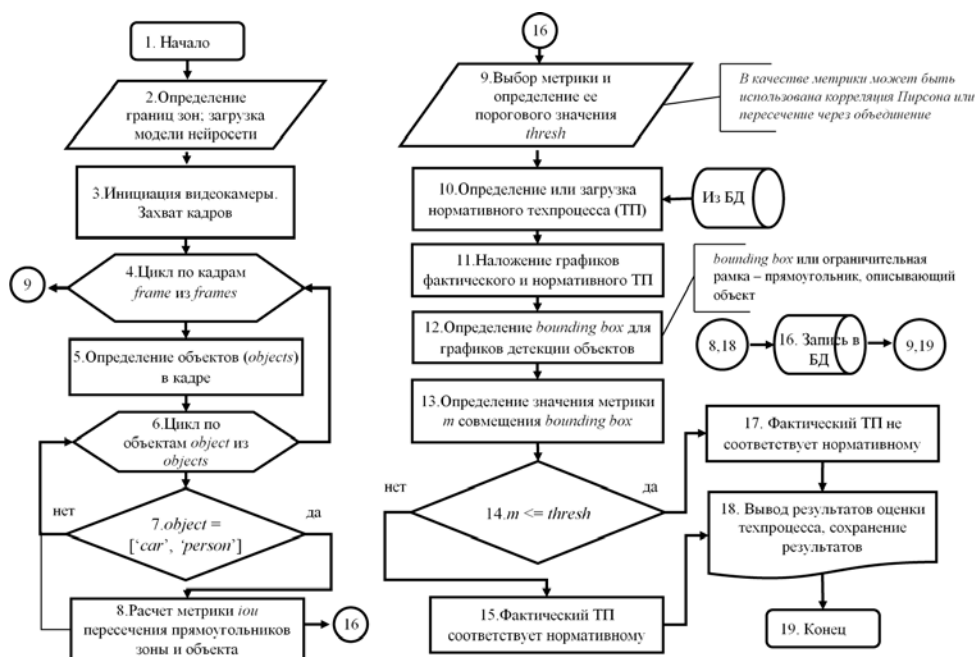 1. Начало
2.Определение
границ зон; загрузка
модели нейросети
3.Инициация видеокамеры.
Захват кадров
4.Цикл по кадрам
frame из frames
9
5.Определение объектов (objects)
в кадре
6.Цикл по
объектам object из
objects
нет
да
7.object =
['car', 'person']
8.Расчет метрики iou
пересечения прямоугольников
зоны и объекта
16
16
9.Выбор метрики и
определение ее
порогового значения
thresh
В качестве метрики может быть
использована корреляция Пирсона или
пересечение через объединение
10.Определение или загрузка
нормативного техпроцесса (ТП)
Из БД
11.Наложение графиков
фактического и нормативного ТП
bounding box или ограничительная
рамка – прямоугольник, описывающий
объект
12.Определение bounding box для
графиков детекции объектов
8,18
16. Запись в
БД
9,19
13.Определение значения метрики
m совмещения bounding box
нет
да
14.m <= thresh
15.Фактический ТП
соответствует нормативному
17. Фактический ТП не
соответствует нормативному
18. Вывод результатов оценки
техпроцесса, сохранение
результатов
19. Конец